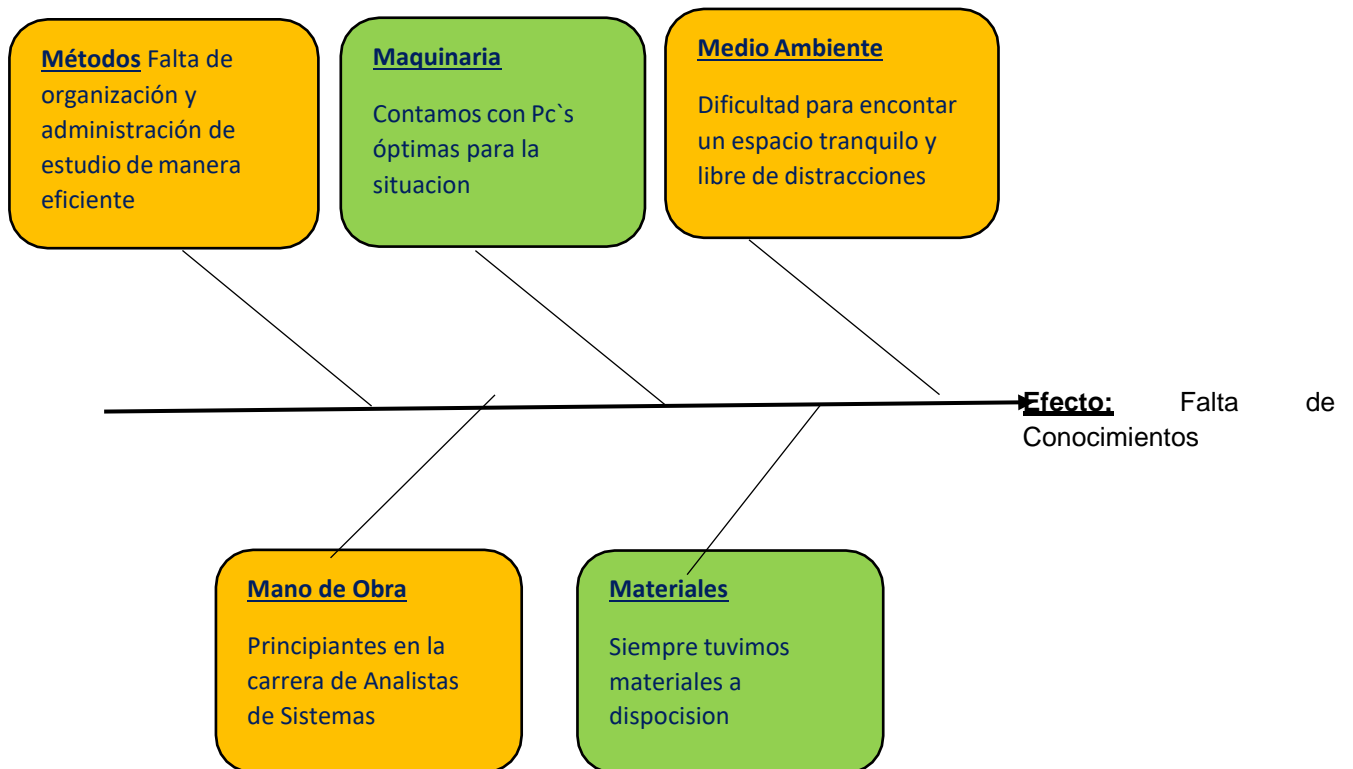 Métodos Falta de
organización y
administración de
estudio de manera
eficiente
Maquinaria
Contamos con Pc`s
óptimas para la
situacion
Medio Ambiente
Dificultad para encontar
un espacio tranquilo y
libre de distracciones
Efecto: Falta de
Conocimientos
Mano de Obra
Principiantes en la
carrera de Analistas
de Sistemas
Materiales
Siempre tuvimos
materiales a
dispocision